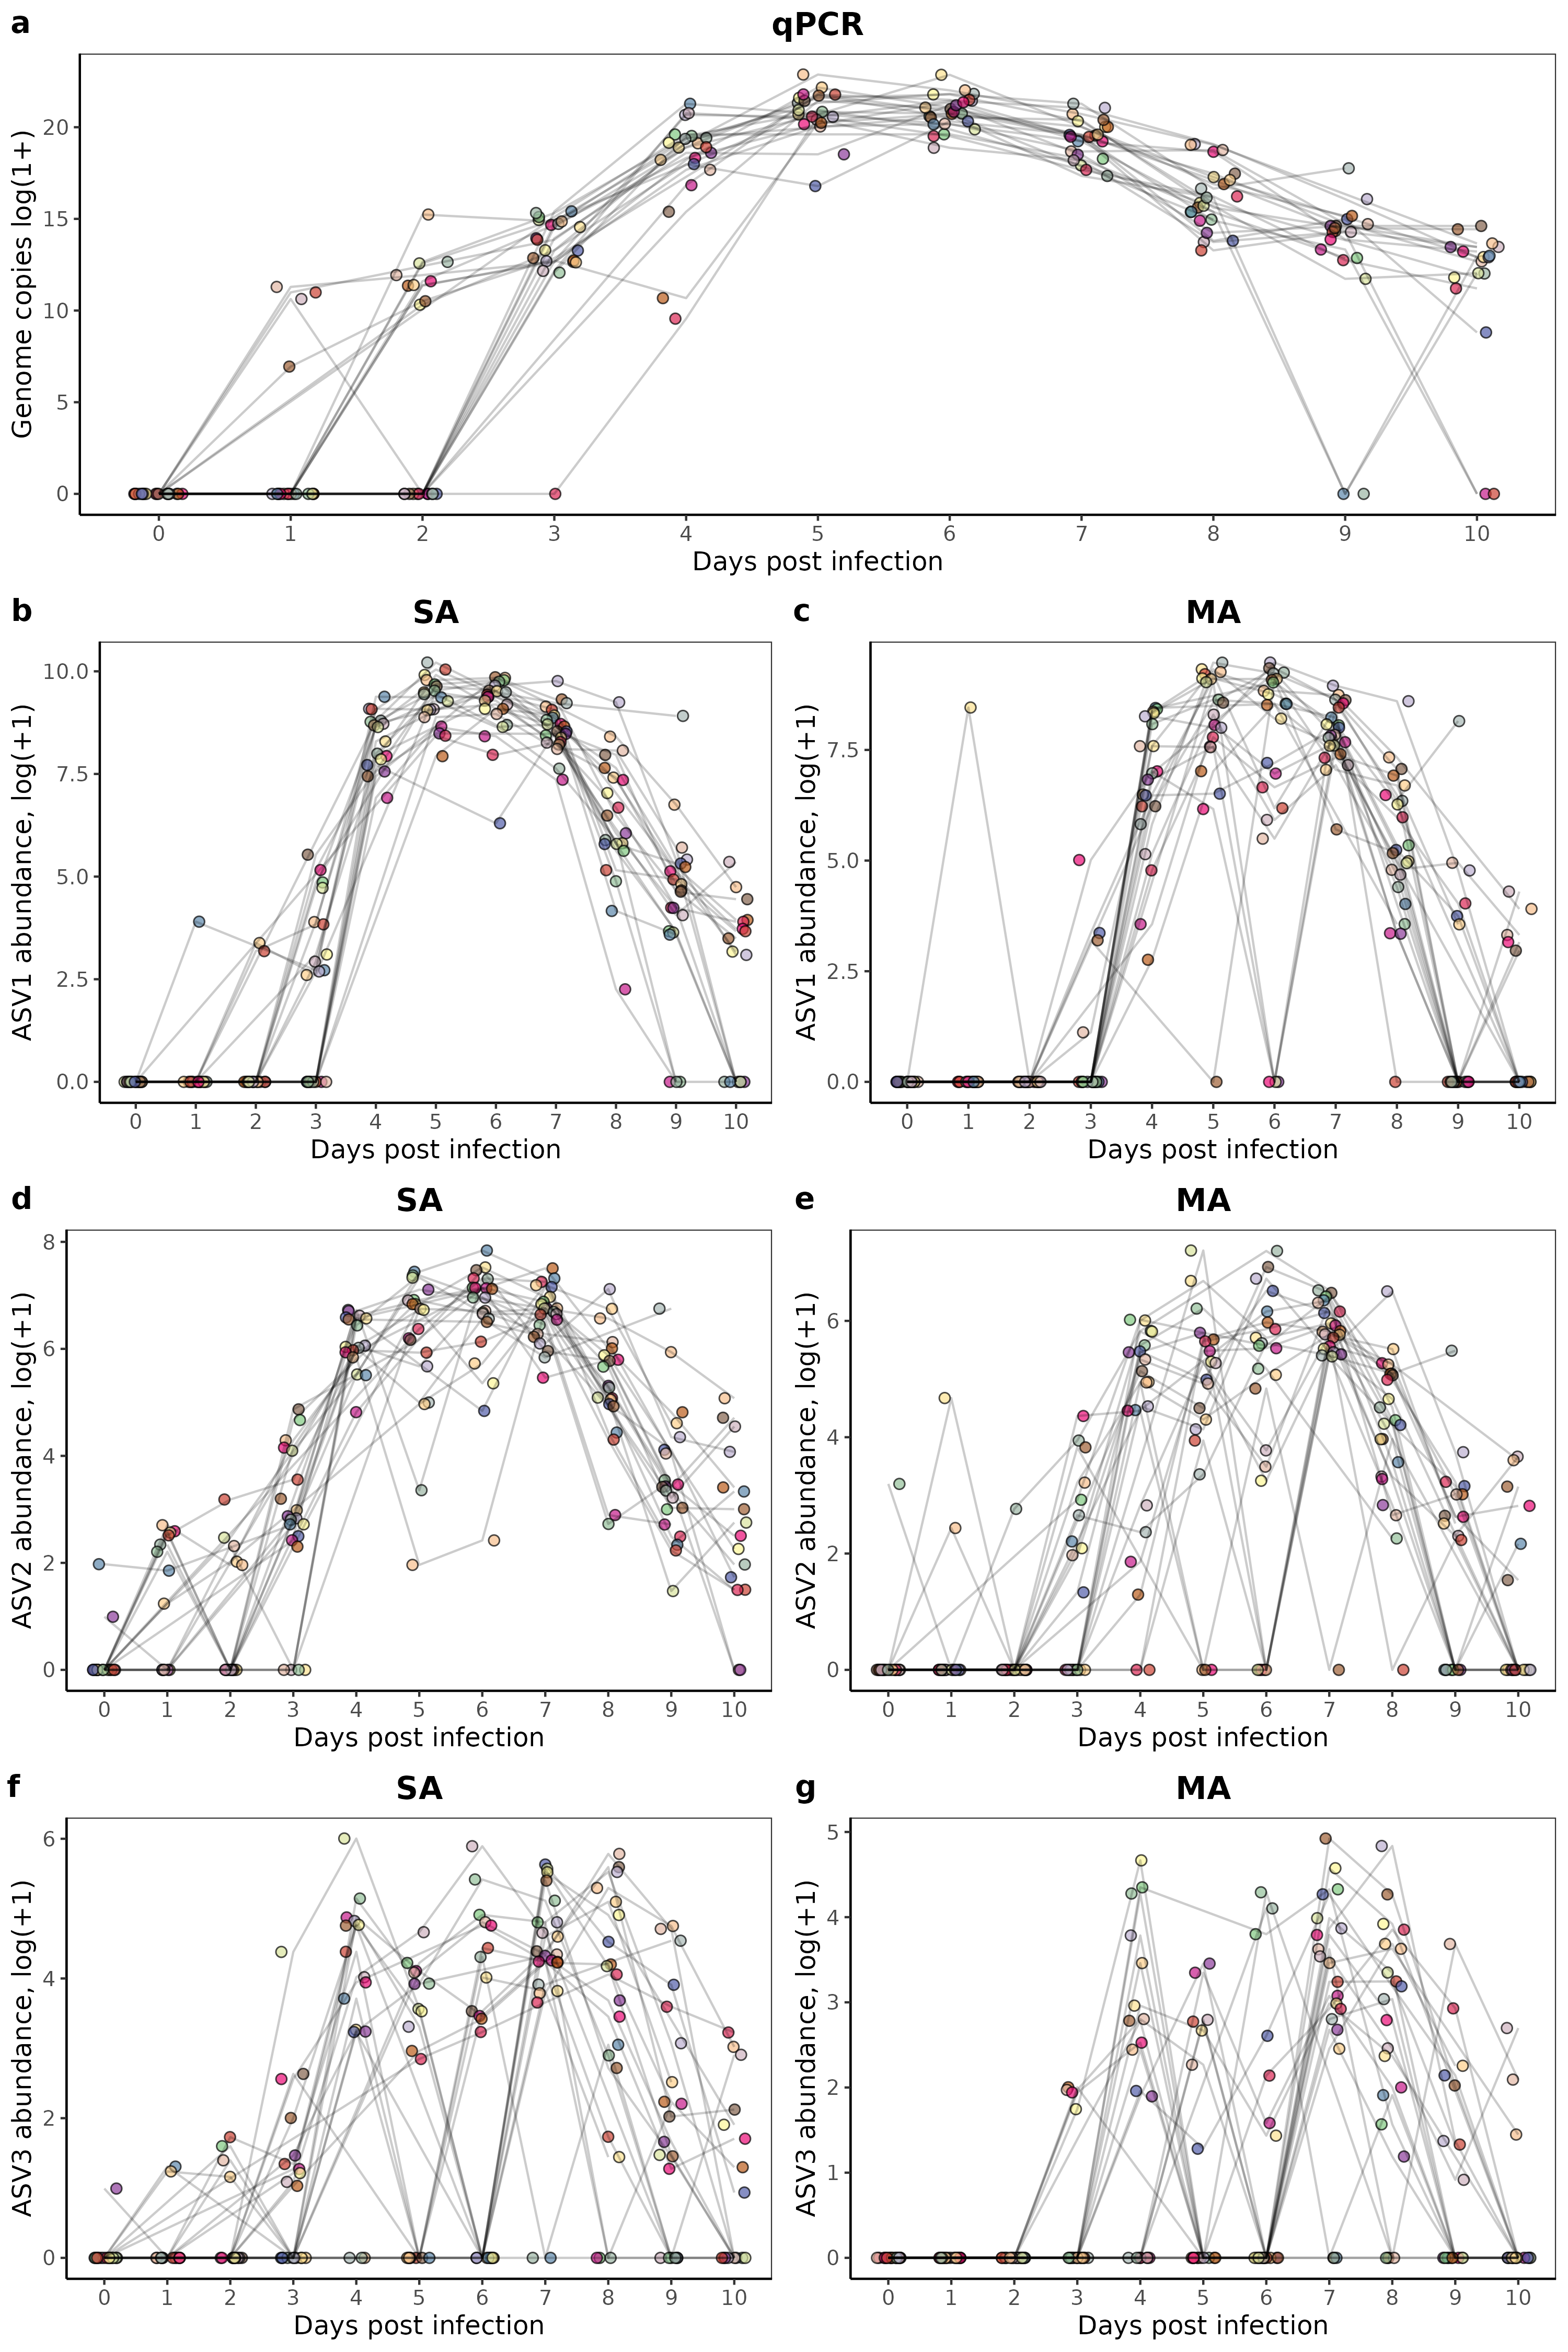 a
qPCR
Genome copies log(1+)
20
15
10
5
0
0 1 2 3 4 5 6 7 8 9 10
Days post infection
b
SA
ASV1 abundance, log(+1)
10.0
7.5
5.0
2.5
0.0
0 1 2 3 4 5 6 7 8 9 10
Days post infection
c
MA
ASV1 abundance, log(+1)
7.5
5.0
2.5
0.0
0 1 2 3 4 5 6 7 8 9 10
Days post infection
d
SA
ASV2 abundance, log(+1)
8
6
4
2
0
0 1 2 3 4 5 6 7 8 9 10
Days post infection
e
MA
ASV2 abundance, log(+1)
6
4
2
0
0 1 2 3 4 5 6 7 8 9 10
Days post infection
f
SA
ASV3 abundance, log(+1)
6
4
2
0
0 1 2 3 4 5 6 7 8 9 10
Days post infection
g
MA
ASV3 abundance, log(+1)
5
4
3
2
1
0
0 1 2 3 4 5 6 7 8 9 10
Days post infection